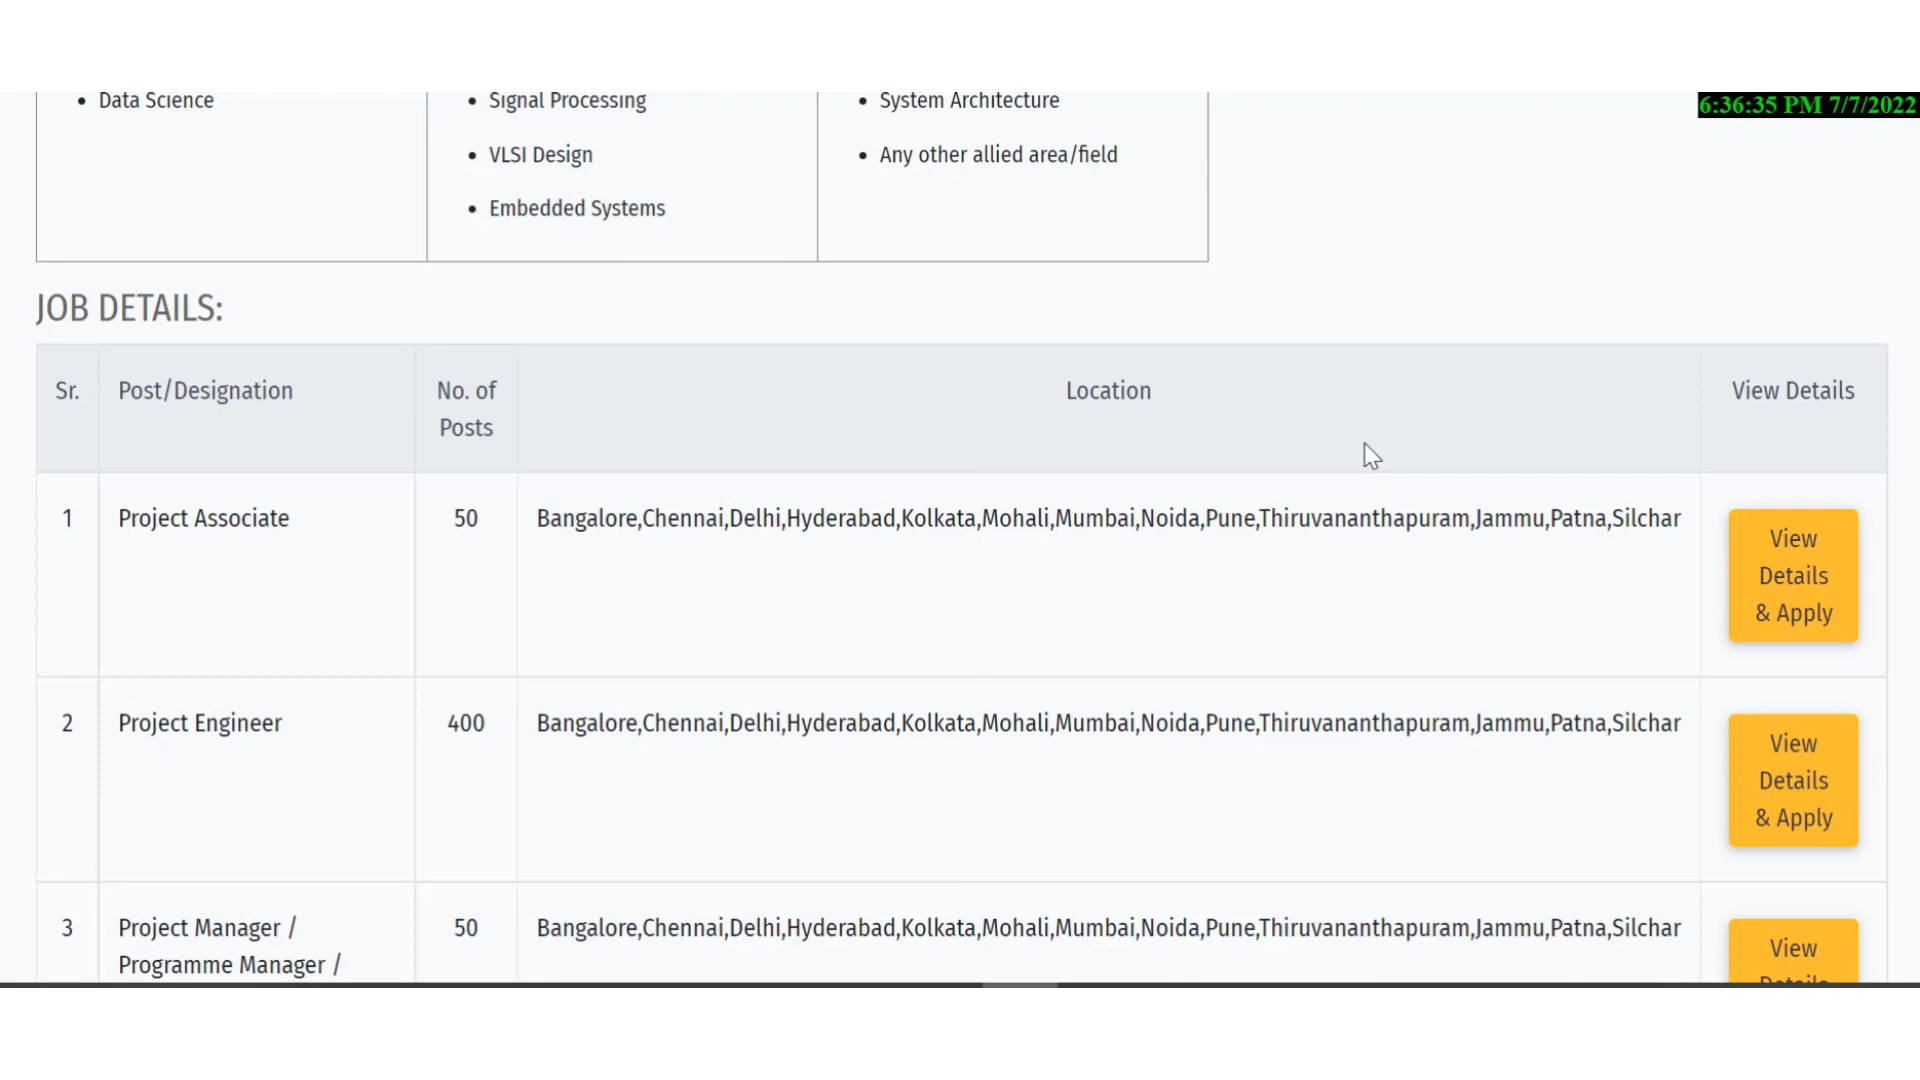 Data Science
Signal Processing
System Architecture
6:36:35 PM 7/7/2022
VLSI Design
Any other allied area/field
Embedded Systems
JOB DETAILS:
Sr.
Post/Designation
No. of
Posts
Location
View Details
1
Project Associate
50
Bangalore,Chennai,Delhi,Hyderabad,Kolkata,Mohali,Mumbai,Noida,Pune,Thiruvananthapuram,Jammu,Patna,Silchar
View
Details
& Apply
2
Project Engineer
400
Bangalore,Chennai,Delhi,Hyderabad,Kolkata,Mohali,Mumbai,Noida,Pune,Thiruvananthapuram,Jammu,Patna,Silchar
View
Details
& Apply
3
Project Manager /
Programme Manager /
50
Bangalore,Chennai,Delhi,Hyderabad,Kolkata,Mohali,Mumbai,Noida,Pune,Thiruvananthapuram,Jammu,Patna,Silchar
View
Details